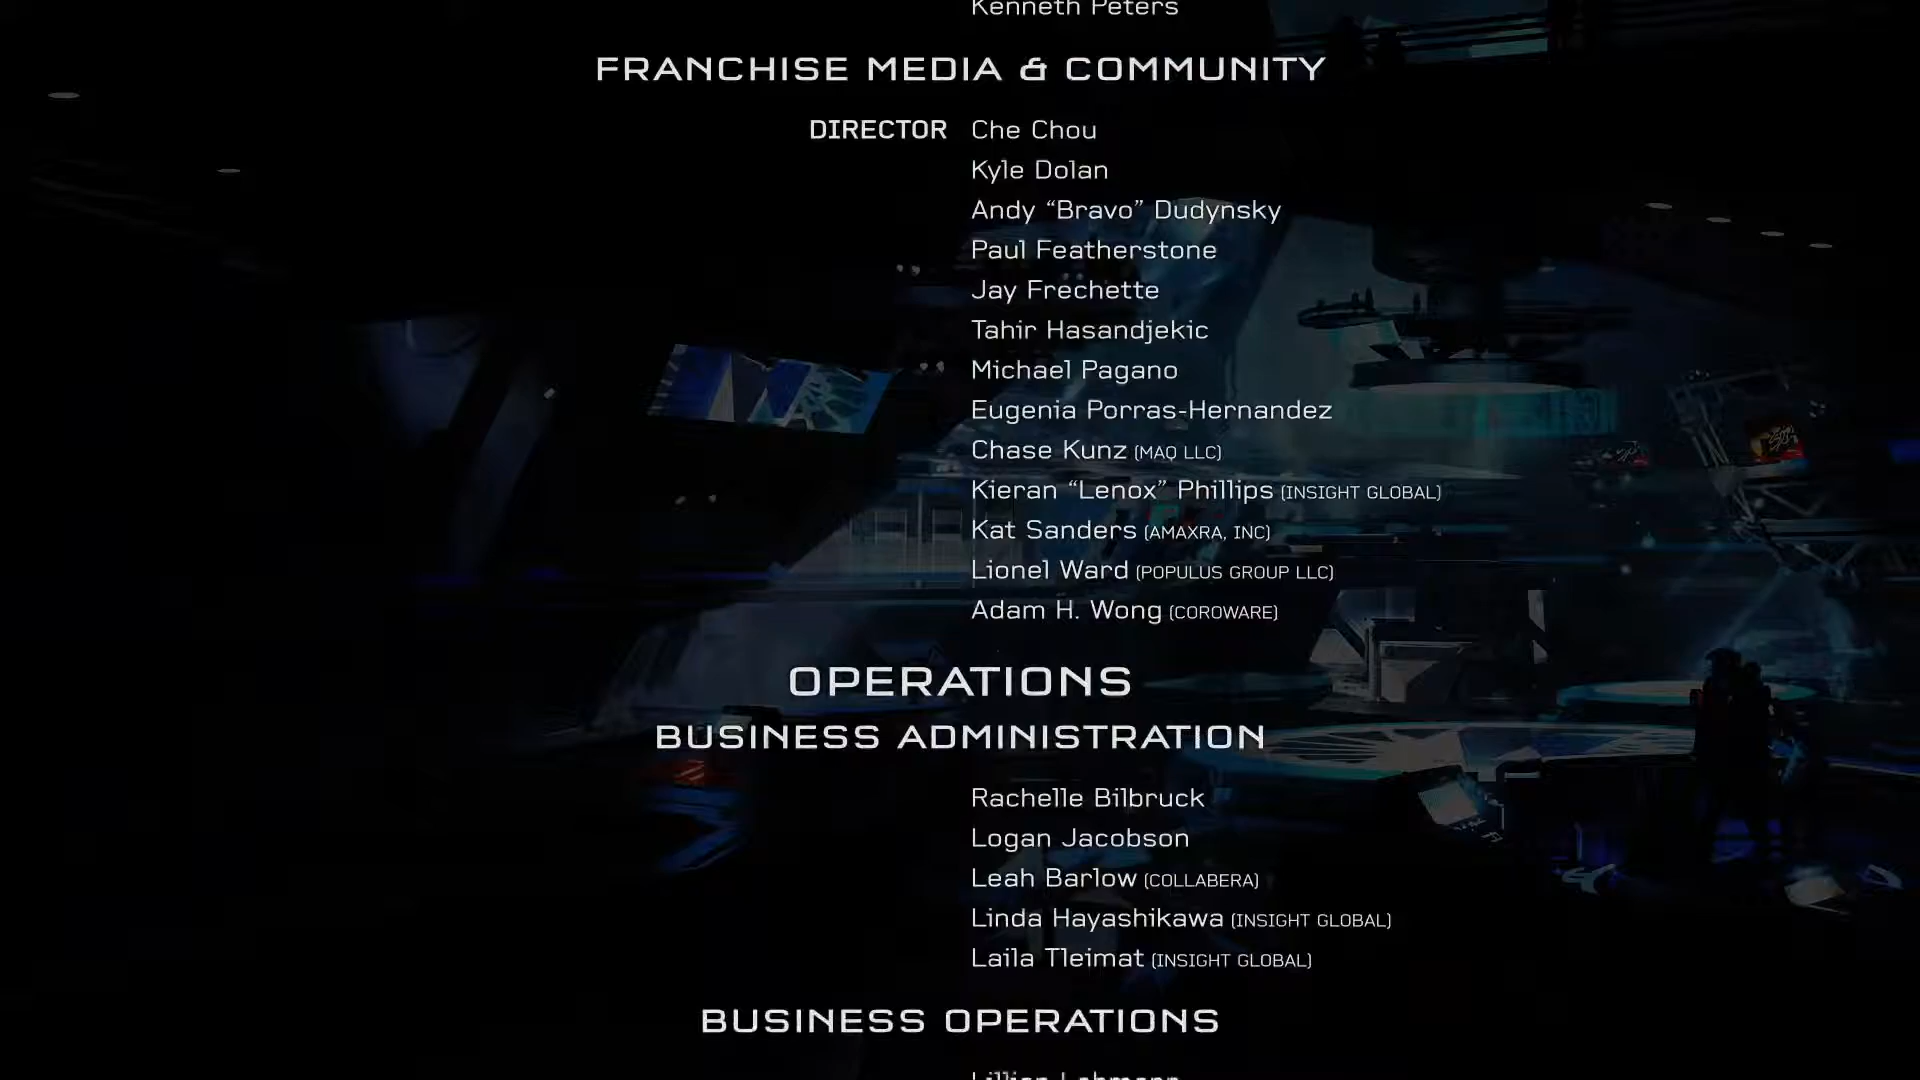 Kenneth Peters
FRANCHISE MEDIA & COMMUNITY
DIRECTOR Che Chou
Kyle Dolan
Andy “Bravo” Dudynsky
Paul Featherstone
Jay Frechette
Tahir Hasandjekic
Michael Pagano
Eugenia Porras-Hernandez
Chase Kunz (MAQ LLC)
Kieran “Lenox” Phillips (INSIGHT GLOBAL)
Kat Sanders (AMAXRA, INC)
Lionel Ward (POPULUS GROUP LLC)
Adam H. Wong (COROWARE)
OPERATIONS
BUSINESS ADMINISTRATION
Rachelle Bilbruck
Logan Jacobson
Leah Barlow (COLLABERA)
Linda Hayashikawa (INSIGHT GLOBAL)
Laila Tleimat (INSIGHT GLOBAL)
BUSINESS OPERATIONS